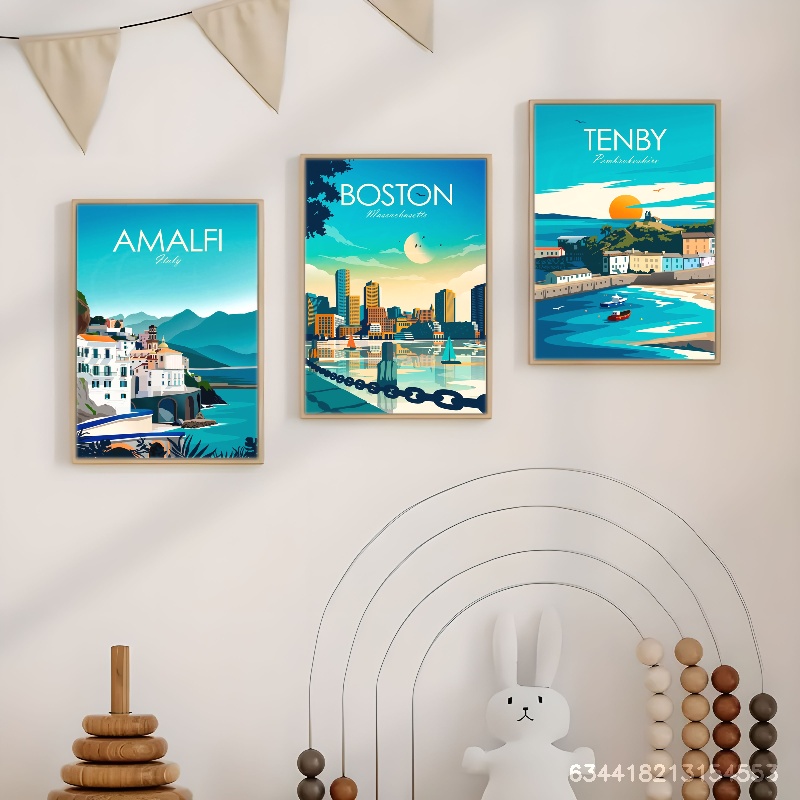 AMALFI
Italy
BOSTON
Massachusetts
TENBY
Pembrokeshire
634418213154553